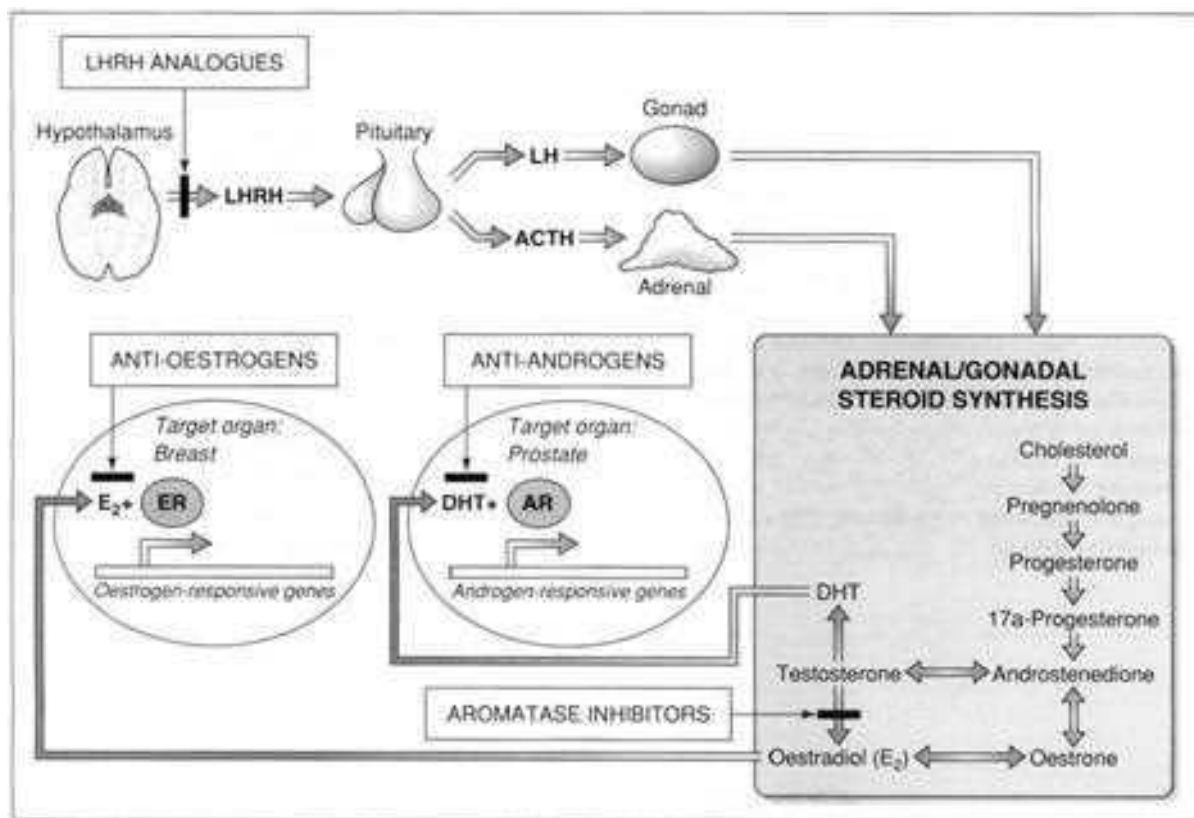 LHRH ANALOGUES
Hypothalamus
Pituitary
Gonad
LHRH
LH
ACTH
Adrenal
ANTI-OESTROGENS
ANTI-ANDROGENS
Target organ:
Breast
E₂+
ER
Oestrogen-responsive genes
Target organ:
Prostate
DHT+
AR
Androgen-responsive genes
ADRENAL/GONADAL
STEROID SYNTHESIS
Cholesterol
Pregnenolone
Progesterone
DHT
17a-Progesterone
Testosterone
Androstenedione
AROMATASE INHIBITORS
Oestradiol (E₂)
Oestrone